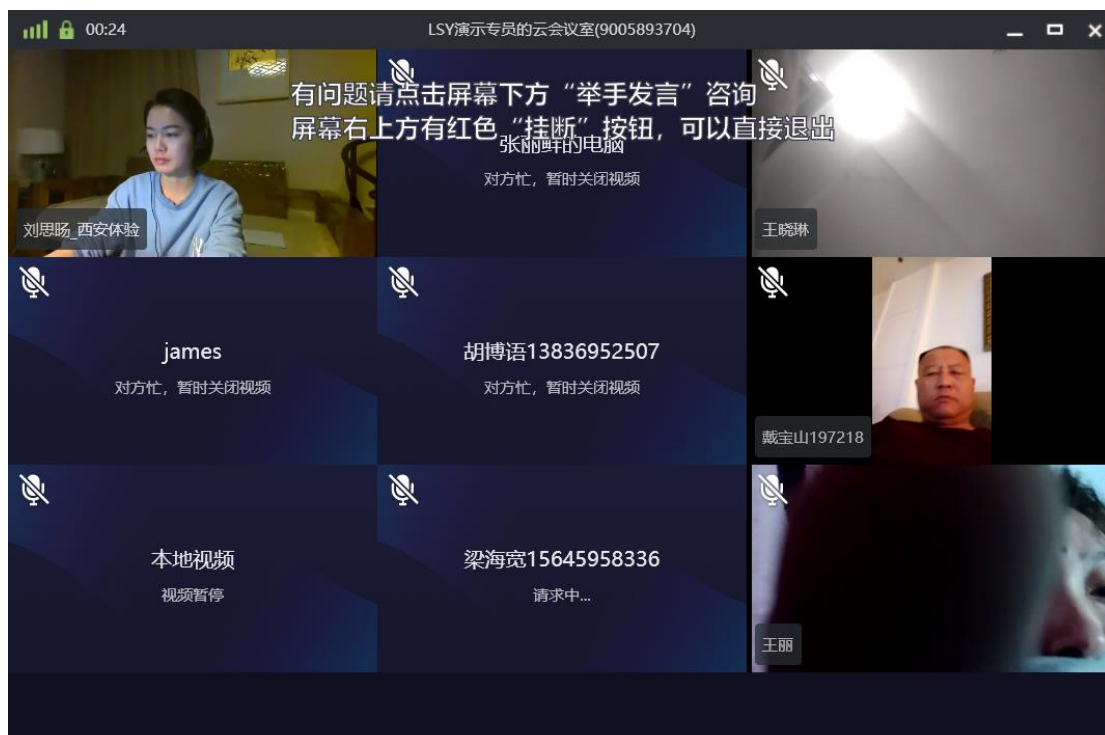 00:24
LSY演示专员的云会议室(9005893704)
有问题请点击屏幕下方“举手发言”咨询
屏幕右上方有红色“挂断”按钮，可以直接退出
刘思旸_西安体验
的电脑
对方忙，暂时关闭视频
王晓琳
james
对方忙，暂时关闭视频
胡博语13836952507
对方忙，暂时关闭视频
戴宝山197218
本地视频
视频暂停
梁海宽15645958336
请求中...
王丽